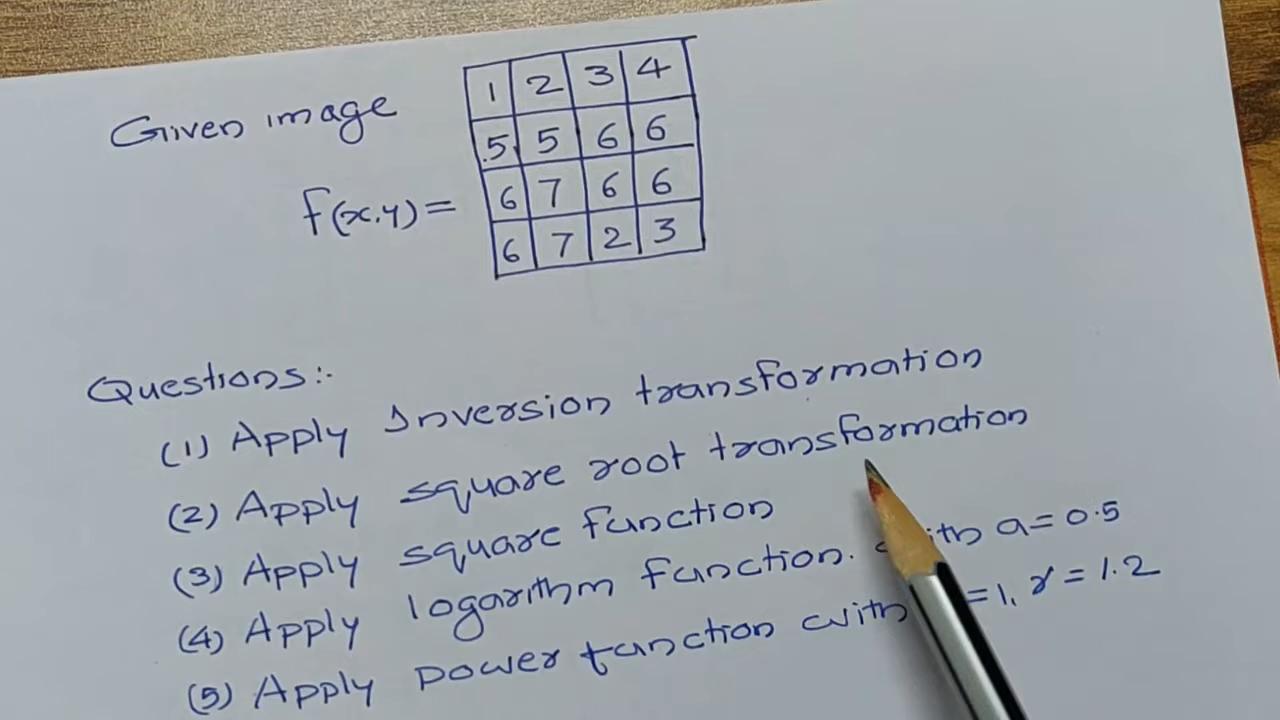 1 2 3 4
Given image
5 5 6 6
f(x,y) =
6 7 6 6
6 7 2 3
Questions:-
(1) Apply Inversion transformation
(2) Apply square root transformation
(3) Apply square function
(4) Apply logarithm function. with a = 0.5
(5) Apply power function with = 1, r = 1.2